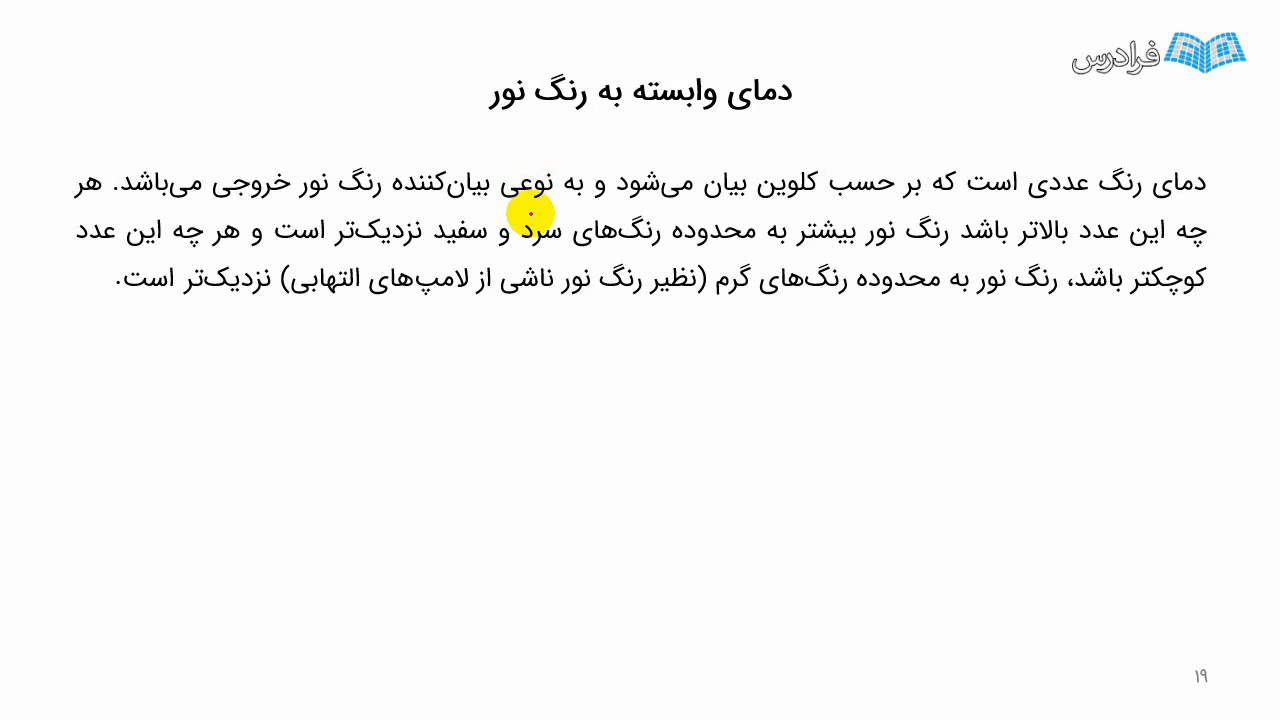 فرادرس
دمای وابسته به رنگ نور
دمای رنگ عددی است که بر حسب کلوین بیان می‌شود و به نوعی بیان‌کننده رنگ نور خروجی می‌باشد. هر
چه این عدد بالاتر باشد رنگ نور بیشتر به محدوده رنگ‌های سرد و سفید نزدیک‌تر است و هر چه این عدد
کوچکتر باشد، رنگ نور به محدوده رنگ‌های گرم (نظیر رنگ نور ناشی از لامپ‌های التهابی) نزدیک‌تر است.
۱۹